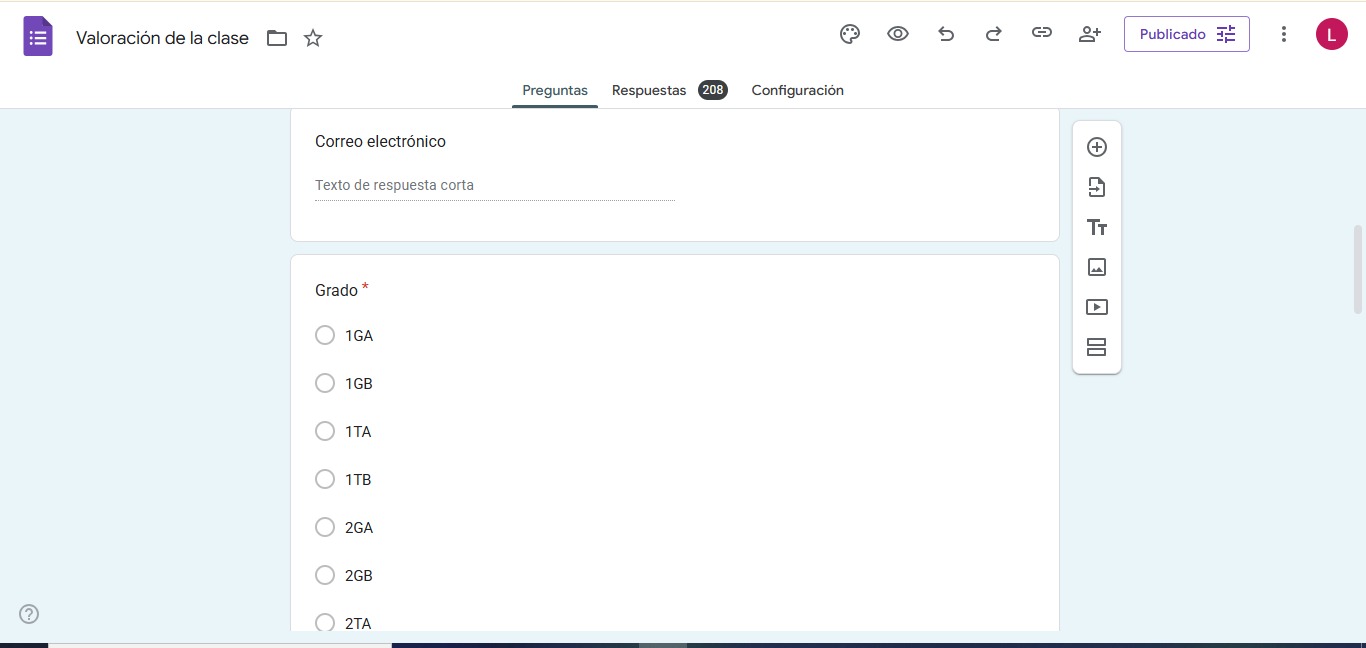 Valoración de la clase
Publicado
L
Preguntas
Respuestas 208
Configuración
Correo electrónico
Texto de respuesta corta
Tт
Grado *
1GA
1GB
1TA
1TB
2GA
2GB
2TA